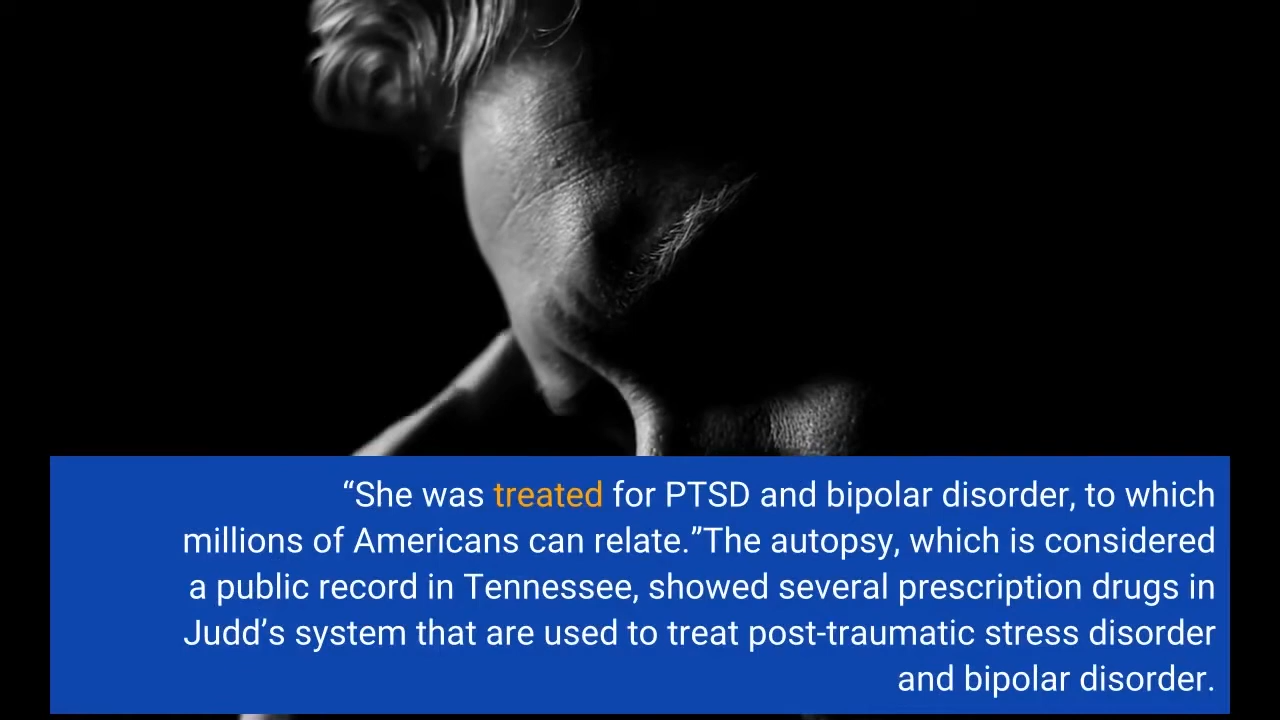 “She was treated for PTSD and bipolar disorder, to which
millions of Americans can relate.”The autopsy, which is considered
a public record in Tennessee, showed several prescription drugs in
Judd’s system that are used to treat post-traumatic stress disorder
and bipolar disorder.